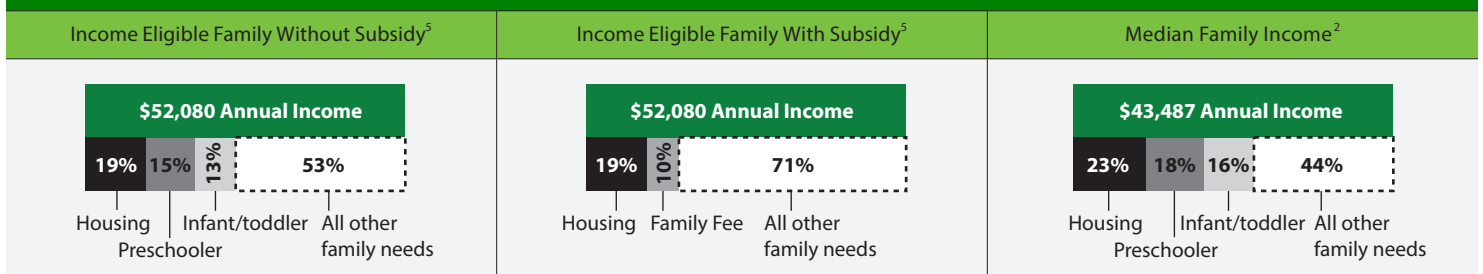 Income Eligible Family Without Subsidy⁵
Income Eligible Family With Subsidy⁵
Median Family Income²
$52,080 Annual Income
19% 15% 13% 53%
Housing Infant/toddler All other
Preschooler family needs
$52,080 Annual Income
19% 10% 71%
Housing Family Fee All other
family needs
$43,487 Annual Income
23% 18% 16% 44%
Housing Infant/toddler All other
Preschooler family needs